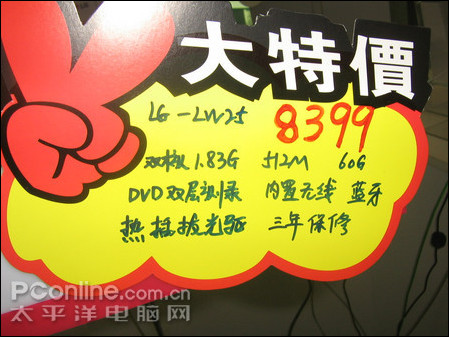 大特價
LG-LW25 8399
双核1.83G 512M 60G
DVD双层刻录 内置无线 蓝牙
热插拔光驱 三年保修
PConline.com.cn
太平洋电脑网